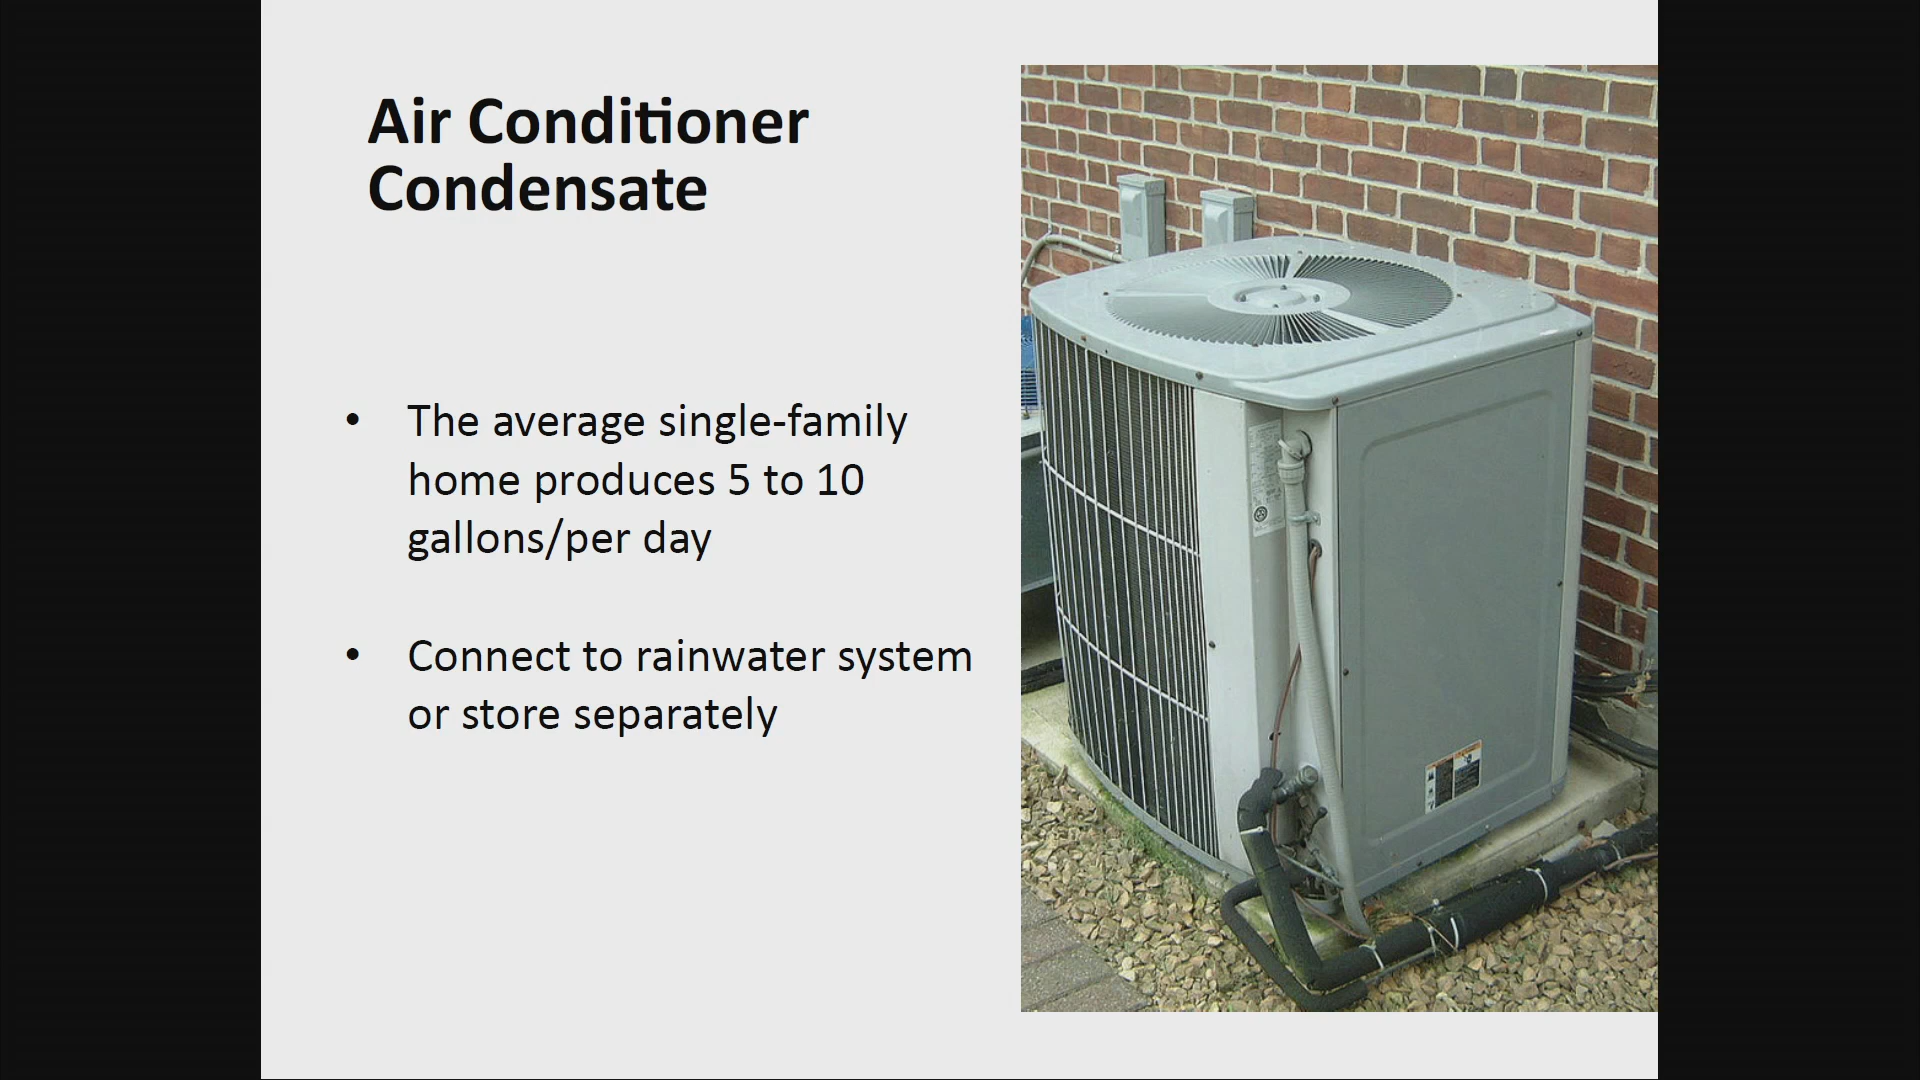 Air Conditioner
Condensate
• The average single-family
home produces 5 to 10
gallons/per day
• Connect to rainwater system
or store separately